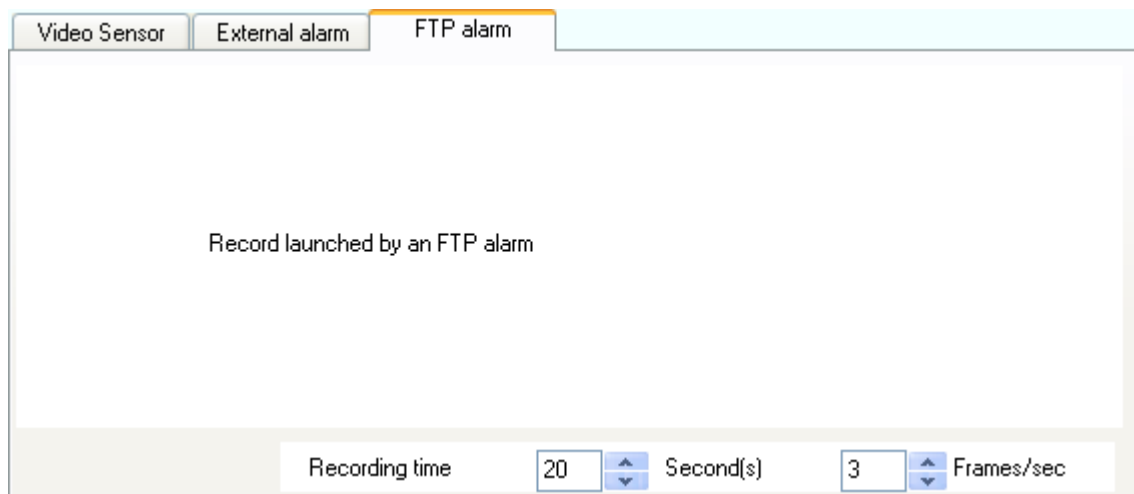 Video Sensor External alarm FTP alarm
Record launched by an FTP alarm
Recording time 20 Second(s) 3 Frames/sec